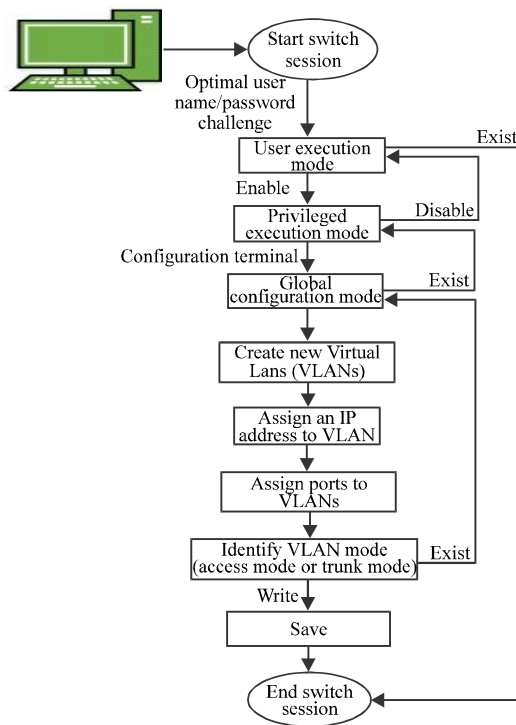 Start switch
session
Optimal user
name/password
challenge
Exist
User execution
mode
Enable
Disable
Privileged
execution mode
Configuration terminal
Exist
Global
configuration mode
Create new Virtual
Lans (VLANs)
Assign an IP
address to VLAN
Assign ports to
VLANs
Identify VLAN mode
(access mode or trunk mode)
Exist
Write
Save
End switch
session